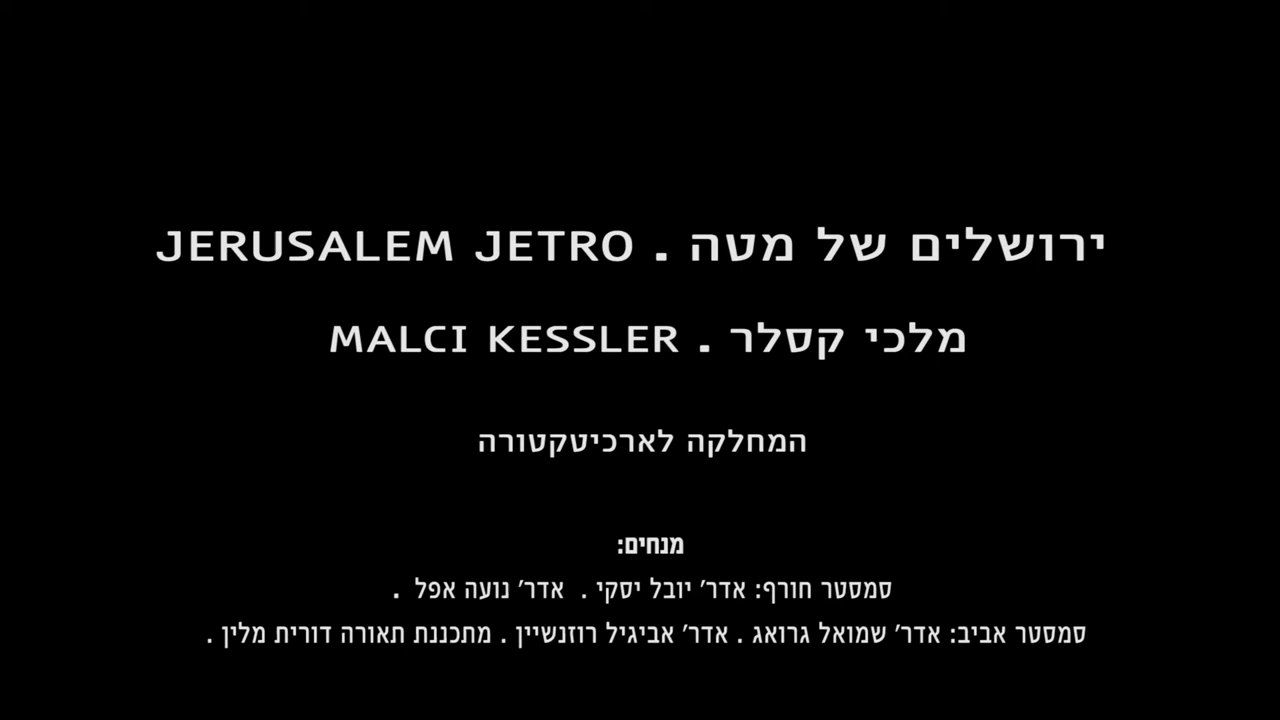 ירושלים של מטה . JERUSALEM JETRO
מלכי קסלר . MALCI KESSLER
המחלקה לארכיטקטורה
מנחים:
סמסטר חורף: אדר' יובל יסקי . אדר' נועה אפל .
סמסטר אביב: אדר' שמואל גרואג . אדר' אביגיל רוזנשיין . מתכננת תאורה דורית מלין .